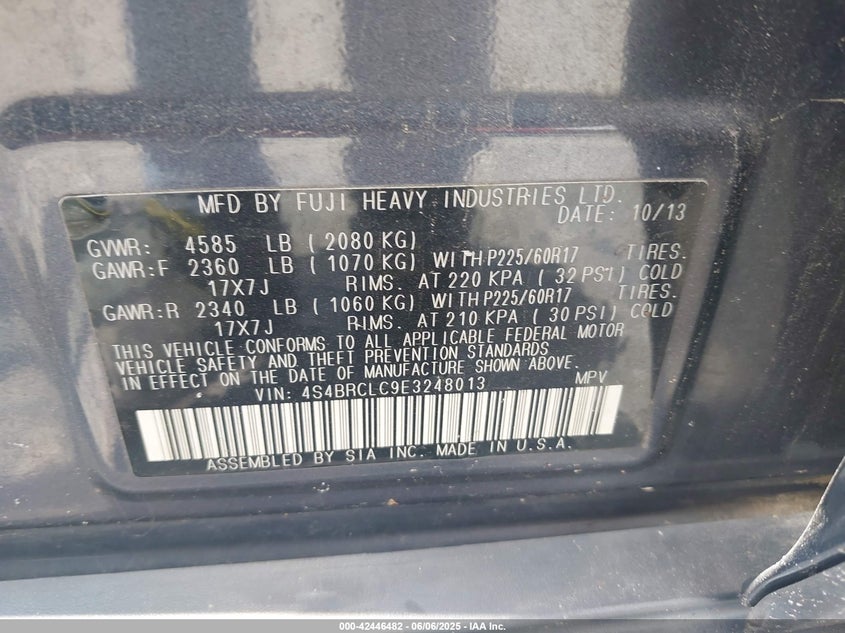 MFD BY FUJI HEAVY INDUSTRIES LTD.
DATE: 10/13
GVWR: 4585 LB ( 2080 KG)
GAWR:F 2360 LB ( 1070 KG) WITH P225/60R17 TIRES.
17X7J RIMS. AT 220 KPA ( 32 PSI) COLD
GAWR:R 2340 LB ( 1060 KG) WITH P225/60R17 TIRES.
17X7J RIMS. AT 210 KPA ( 30 PSI) COLD
THIS VEHICLE CONFORMS TO ALL APPLICABLE FEDERAL MOTOR
VEHICLE SAFETY AND THEFT PREVENTION STANDARDS
IN EFFECT ON THE DATE OF MANUFACTURE SHOWN ABOVE.
VIN: 4S4BRCLC9E3248013 MPV
ASSEMBLED BY SIA INC. MADE IN U.S.A.
000-42446482 - 06/06/2025 - IAA Inc.